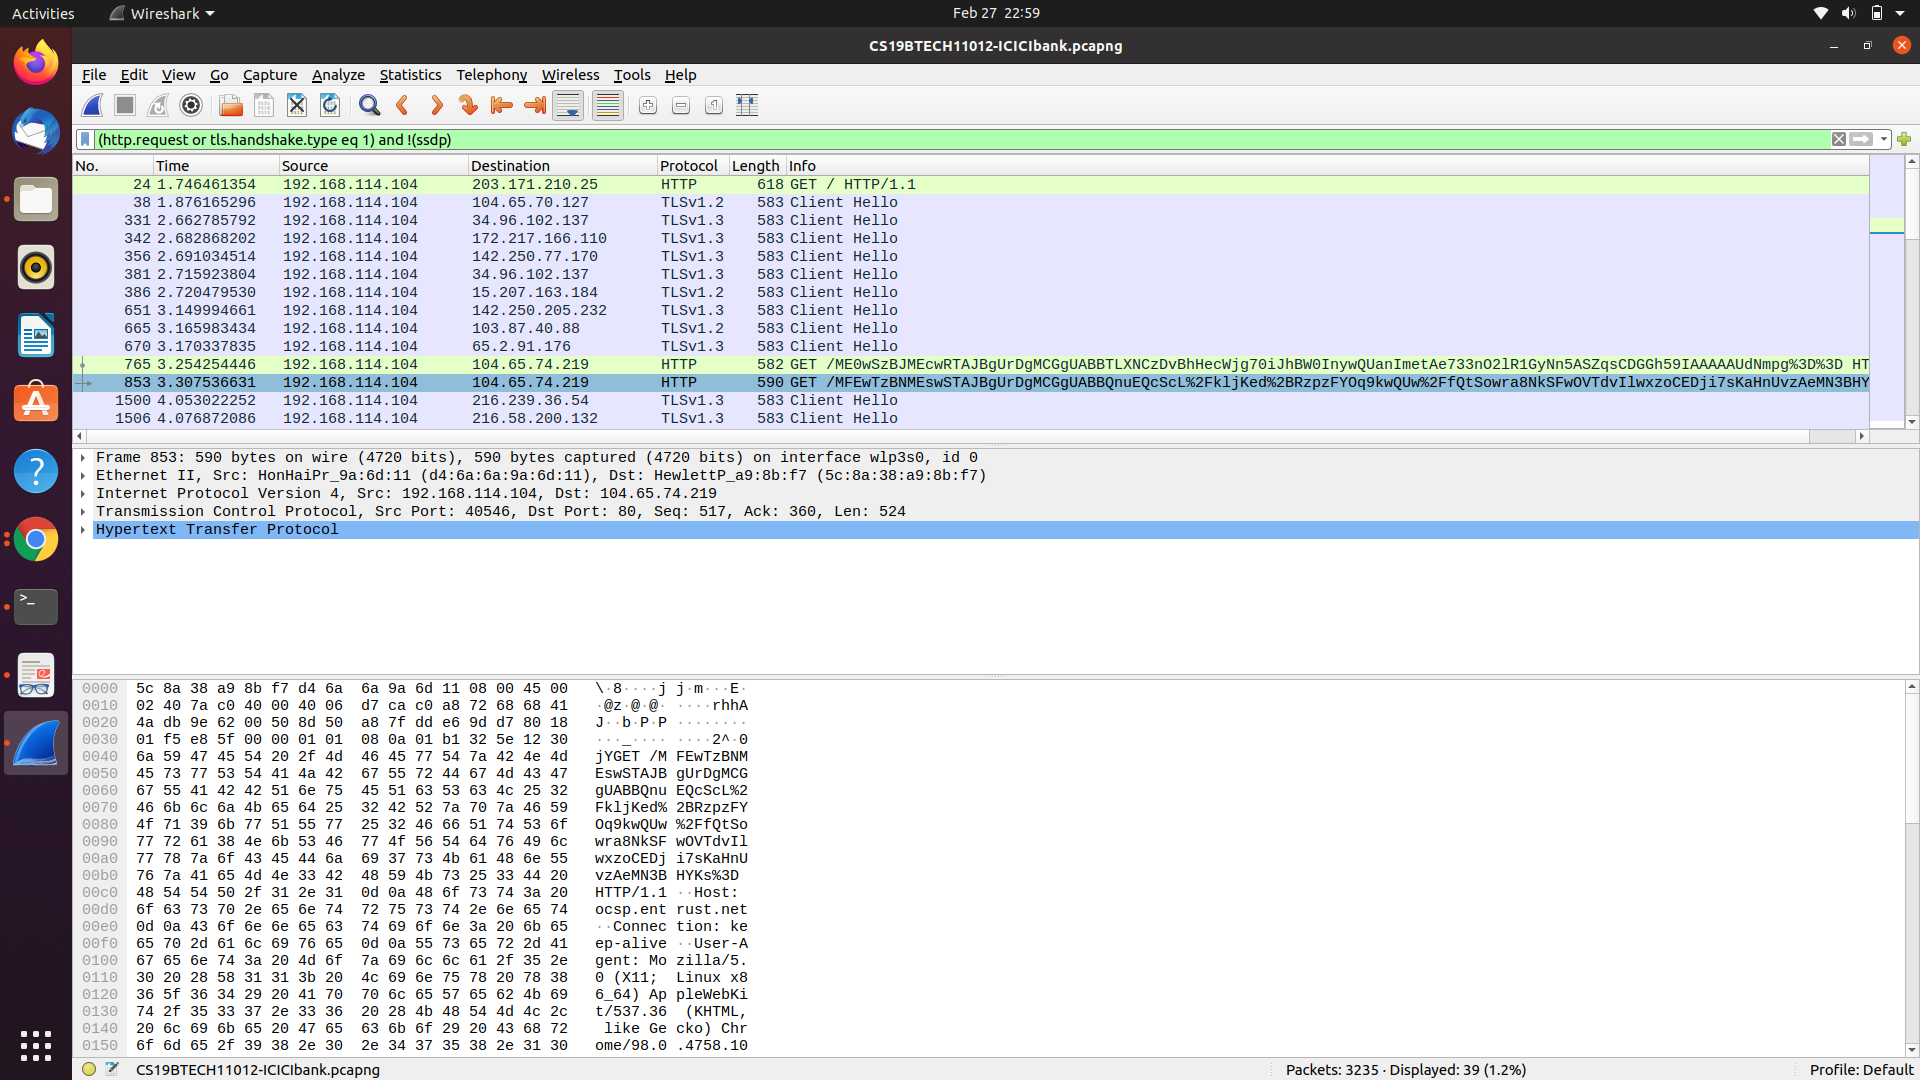 Activities
Wireshark
Feb 27 22:59
CS19BTECH11012-ICICIbank.pcapng
File Edit View Go Capture Analyze Statistics Telephony Wireless Tools Help
(http.request or tls.handshake.type eq 1) and !(ssdp)
No. Time Source Destination Protocol Length Info
24 1.746461354 192.168.114.104 203.171.210.25 HTTP 618 GET / HTTP/1.1
38 1.876165296 192.168.114.104 104.65.70.127 TLSv1.2 583 Client Hello
331 2.662785792 192.168.114.104 34.96.102.137 TLSv1.3 583 Client Hello
342 2.682868202 192.168.114.104 172.217.166.110 TLSv1.3 583 Client Hello
356 2.691034514 192.168.114.104 142.250.77.170 TLSv1.3 583 Client Hello
381 2.715923804 192.168.114.104 34.96.102.137 TLSv1.3 583 Client Hello
386 2.720479530 192.168.114.104 15.207.163.184 TLSv1.2 583 Client Hello
651 3.149994661 192.168.114.104 142.250.205.232 TLSv1.3 583 Client Hello
665 3.165983434 192.168.114.104 103.87.40.88 TLSv1.2 583 Client Hello
670 3.170337835 192.168.114.104 65.2.91.176 TLSv1.3 583 Client Hello
765 3.254254446 192.168.114.104 104.65.74.219 HTTP 582 GET /ME0wSzBJMEcwRTAJBgUrDgMCGgUABBTLXNCzDvBhHecWjg70iJhBW0InywQUanImetAe733nO2lR1GyNn5ASZqsCDGGh59IAAAAAUdNmpg%3D%3D HT
853 3.307536631 192.168.114.104 104.65.74.219 HTTP 590 GET /MFEwTzBNMEswSTAJBgUrDgMCGgUABBQnuEQcScL%2FkljKed%2BRzpzFYOq9kwQUw%2FfQtSowra8NkSFwOVTdvIlwxzoCEDji7sKaHnUvzAeMN3BHY
1500 4.053022252 192.168.114.104 216.239.36.54 TLSv1.3 583 Client Hello
1506 4.076872086 192.168.114.104 216.58.200.132 TLSv1.3 583 Client Hello
Frame 853: 590 bytes on wire (4720 bits), 590 bytes captured (4720 bits) on interface wlp3s0, id 0
Ethernet II, Src: HonHaiPr_9a:6d:11 (d4:6a:6a:9a:6d:11), Dst: HewlettP_a9:8b:f7 (5c:8a:38:a9:8b:f7)
Internet Protocol Version 4, Src: 192.168.114.104, Dst: 104.65.74.219
Transmission Control Protocol, Src Port: 40546, Dst Port: 80, Seq: 517, Ack: 360, Len: 524
Hypertext Transfer Protocol
0000 5c 8a 38 a9 8b f7 d4 6a 6a 9a 6d 11 08 00 45 00 \·8····j j·m···E·
0010 02 40 7a c0 40 00 40 06 d7 ca c0 a8 72 68 68 41 ·@z·@·@· ····rhhA
0020 4a db 9e 62 00 50 8d 50 a8 7f dd e6 9d d7 80 18 J··b·P·P ········
0030 01 f5 e8 5f 00 00 01 01 08 0a 01 b1 32 5e 12 30 ···_···· ····2^·0
0040 6a 59 47 45 54 20 2f 4d 46 45 77 54 7a 42 4e 4d jYGET /M FEwTzBNM
0050 45 73 77 53 54 41 4a 42 67 55 72 44 67 4d 43 47 EswSTAJB gUrDgMCG
0060 67 55 41 42 42 51 6e 75 45 51 63 53 63 4c 25 32 gUABBQnu EQcScL%2
0070 46 6b 6c 6a 4b 65 64 25 32 42 52 7a 70 7a 46 59 FkljKed% 2BRzpzFY
0080 4f 71 39 6b 77 51 55 77 25 32 46 66 51 74 53 6f Oq9kwQUw %2FfQtSo
0090 77 72 61 38 4e 6b 53 46 77 4f 56 54 64 76 49 6c wra8NkSF wOVTdvIl
00a0 77 78 7a 6f 43 45 44 6a 69 37 73 4b 61 48 6e 55 wxzoCEDj i7sKaHnU
00b0 76 7a 41 65 4d 4e 33 42 48 59 4b 73 25 33 44 20 vzAeMN3B HYKs%3D
00c0 48 54 54 50 2f 31 2e 31 0d 0a 48 6f 73 74 3a 20 HTTP/1.1 ··Host:
00d0 6f 63 73 70 2e 65 6e 74 72 75 73 74 2e 6e 65 74 ocsp.ent rust.net
00e0 0d 0a 43 6f 6e 6e 65 63 74 69 6f 6e 3a 20 6b 65 ··Connec tion: ke
00f0 65 70 2d 61 6c 69 76 65 0d 0a 55 73 65 72 2d 41 ep-alive ··User-A
0100 67 65 6e 74 3a 20 4d 6f 7a 69 6c 6c 61 2f 35 2e gent: Mo zilla/5.
0110 30 20 28 58 31 31 3b 20 4c 69 6e 75 78 20 78 38 0 (X11; Linux x8
0120 36 5f 36 34 29 20 41 70 70 6c 65 57 65 62 4b 69 6_64) Ap pleWebKi
0130 74 2f 35 33 37 2e 33 36 20 28 4b 48 54 4d 4c 2c t/537.36 (KHTML,
0140 20 6c 69 6b 65 20 47 65 63 6b 6f 29 20 43 68 72 like Ge cko) Chr
0150 6f 6d 65 2f 39 38 2e 30 2e 34 37 35 38 2e 31 30 ome/98.0 .4758.10
CS19BTECH11012-ICICIbank.pcapng
Packets: 3235 · Displayed: 39 (1.2%)
Profile: Default